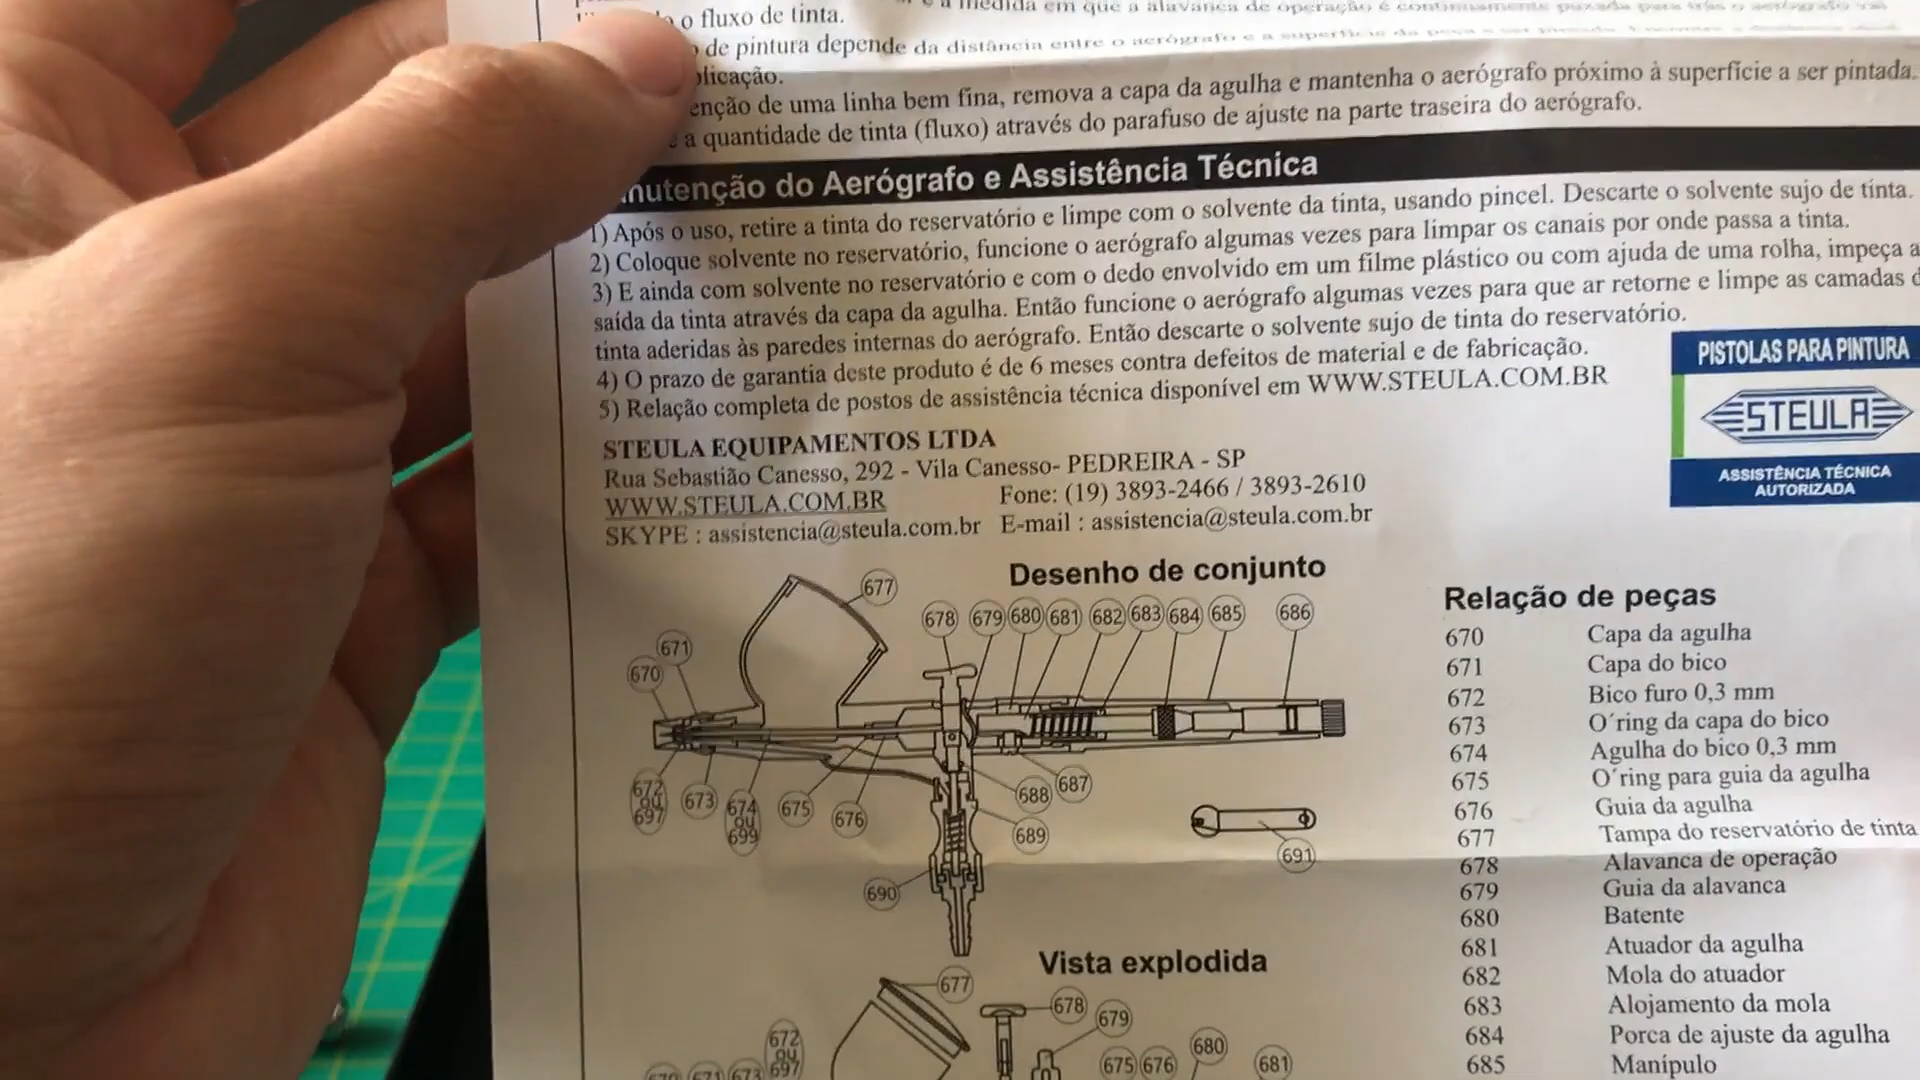 o fluxo de tinta.
de pintura depende da distância entre o aerógrafo e a superfície da peça a ser
enção de uma linha bem fina, remova a capa da agulha e mantenha o aerógrafo próximo à superfície a ser pintada.
a quantidade de tinta (fluxo) através do parafuso de ajuste na parte traseira do aerógrafo.
nutenção do Aerógrafo e Assistência Técnica
1) Após o uso, retire a tinta do reservatório e limpe com o solvente da tinta, usando pincel. Descarte o solvente sujo de tinta.
2) Coloque solvente no reservatório, funcione o aerógrafo algumas vezes para limpar os canais por onde passa a tinta.
3) E ainda com solvente no reservatório e com o dedo envolvido em um filme plástico ou com ajuda de uma rolha, impeça a
saída da tinta através da capa da agulha. Então funcione o aerógrafo algumas vezes para que ar retorne e limpe as camadas d
tinta aderidas às paredes internas do aerógrafo. Então descarte o solvente sujo de tinta do reservatório.
4) O prazo de garantia deste produto é de 6 meses contra defeitos de material e de fabricação.
5) Relação completa de postos de assistência técnica disponível em WWW.STEULA.COM.BR
PISTOLAS PARA PINTURA
STEULA
ASSISTÊNCIA TÉCNICA
AUTORIZADA
STEULA EQUIPAMENTOS LTDA
Rua Sebastião Canesso, 292 - Vila Canesso- PEDREIRA - SP
WWW.STEULA.COM.BR Fone: (19) 3893-2466 / 3893-2610
SKYPE : assistencia@steula.com.br E-mail : assistencia@steula.com.br
Desenho de conjunto
677
678 679 680 681 682 683 684 685 686
671
670
672 ou 697
673
674 ou 699
675
676
688
687
689
690
691
Vista explodida
677
678
679
672 ou 697
675 676 680 681
670 671 673
Relação de peças
670 Capa da agulha
671 Capa do bico
672 Bico furo 0,3 mm
673 O´ring da capa do bico
674 Agulha do bico 0,3 mm
675 O´ring para guia da agulha
676 Guia da agulha
677 Tampa do reservatório de tinta
678 Alavanca de operação
679 Guia da alavanca
680 Batente
681 Atuador da agulha
682 Mola do atuador
683 Alojamento da mola
684 Porca de ajuste da agulha
685 Manípulo